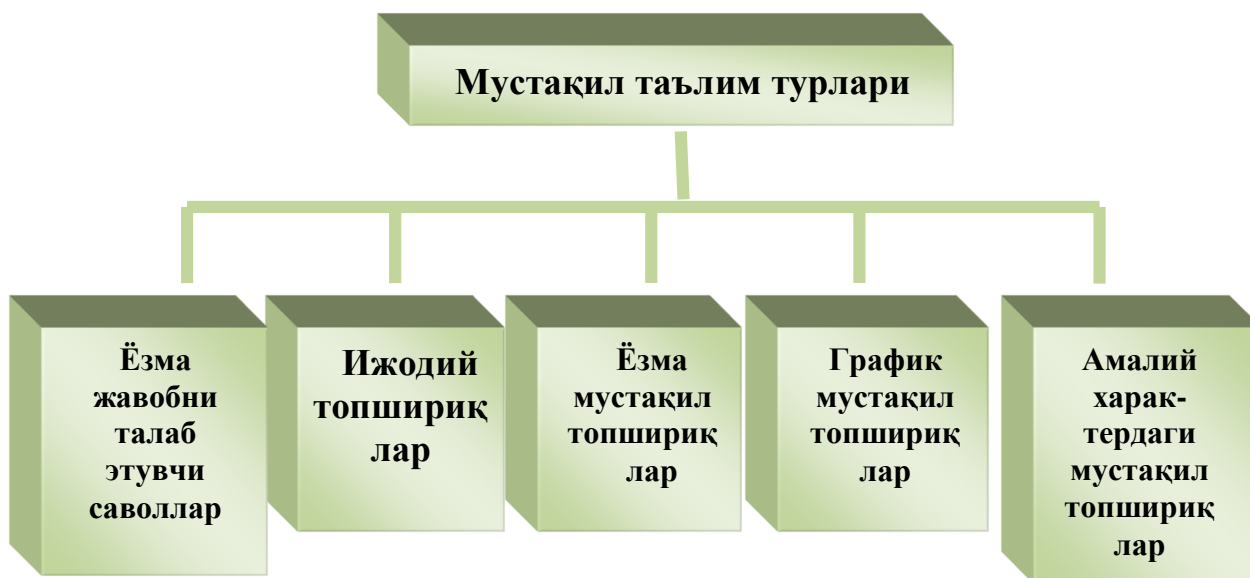 Мустақил таълим турлари
Ёзма
жавобни
талаб
этувчи
саволлар
Ижодий
топшириқ
лар
Ёзма
мустақил
топшириқ
лар
График
мустақил
топшириқ
лар
Амалий
харак-
тердаги
мустақил
топшириқ
лар